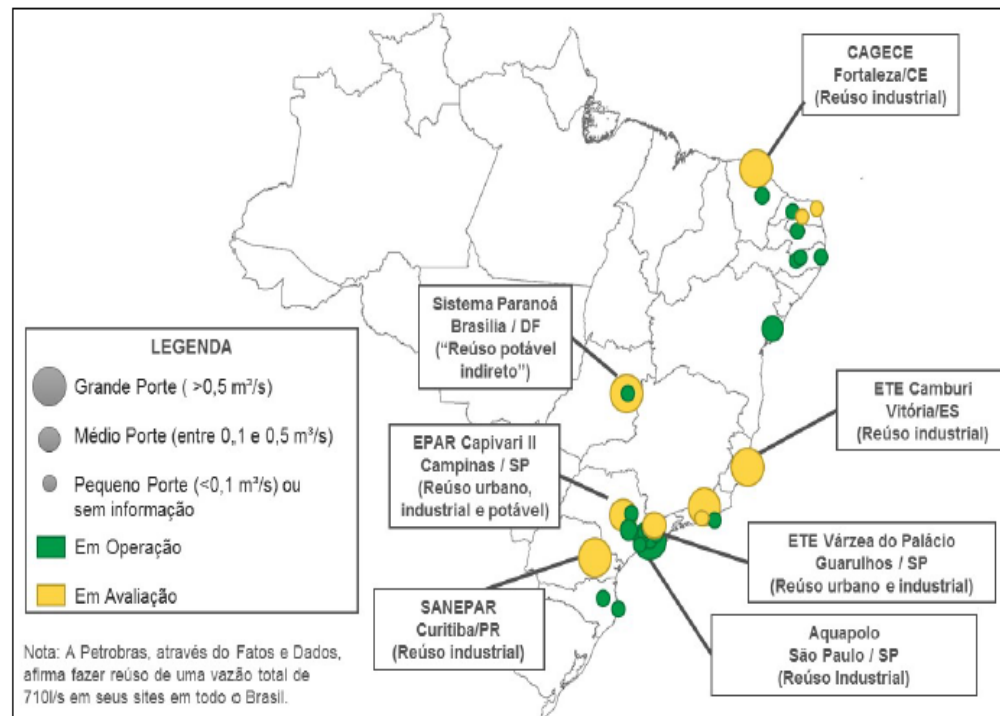 CAGECE
Fortaleza/CE
(Reúso industrial)
Sistema Paranoá
Brasilia / DF
("Reúso potável
indireto")
LEGENDA
Grande Porte ( >0,5 m³/s)
Médio Porte (entre 0,1 e 0,5 m³/s)
Pequeno Porte (<0,1 m³/s) ou
sem informação
Em Operação
Em Avaliação
ETE Camburi
Vitória/ES
(Reúso industrial)
EPAR Capivari II
Campinas / SP
(Reúso urbano,
industrial e potável)
ETE Várzea do Palácio
Guarulhos / SP
(Reúso urbano e industrial)
SANEPAR
Curitiba/PR
(Reúso industrial)
Aquapolo
São Paulo / SP
(Reúso Industrial)
Nota: A Petrobras, através do Fatos e Dados,
afirma fazer reúso de uma vazão total de
710l/s em seus sites em todo o Brasil.